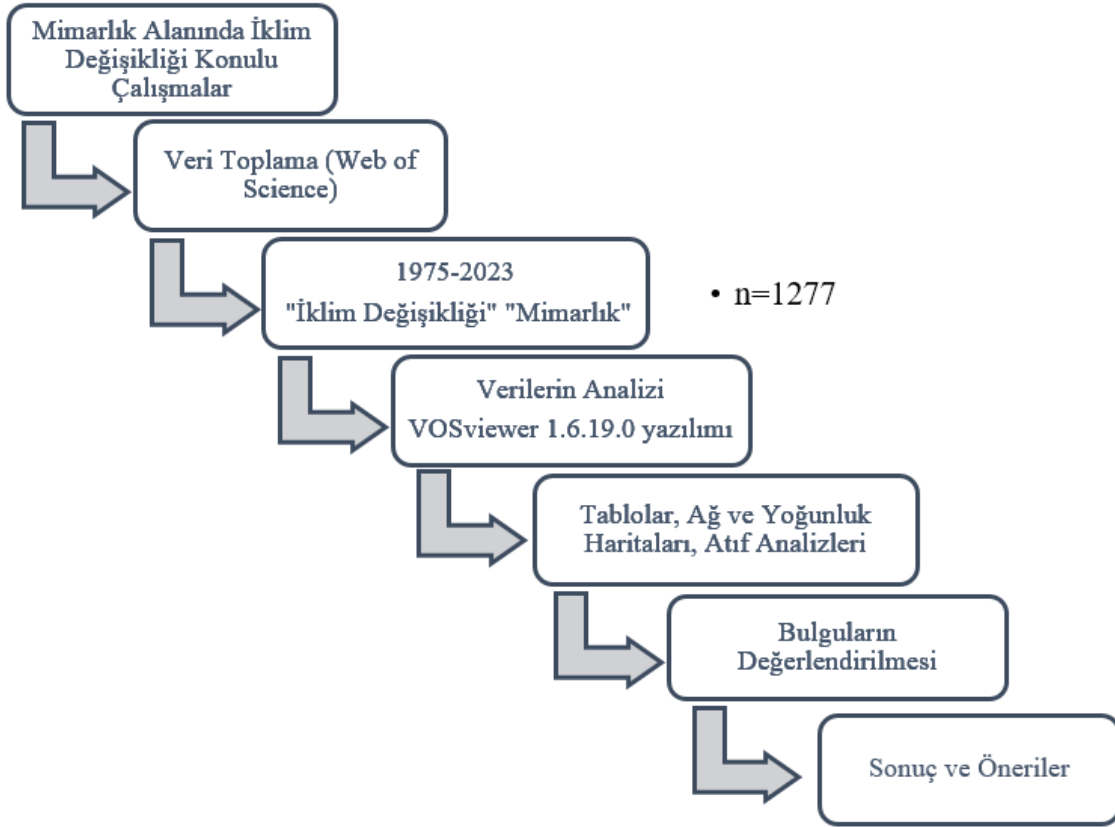 Mimarlık Alanında İklim
Değişikliği Konulu
Çalışmalar
Veri Toplama (Web of
Science)
1975-2023
"İklim Değişikliği" "Mimarlık"
• n=1277
Verilerin Analizi
VOSviewer 1.6.19.0 yazılımı
Tablolar, Ağ ve Yoğunluk
Haritaları, Atıf Analizleri
Bulguların
Değerlendirilmesi
Sonuç ve Öneriler